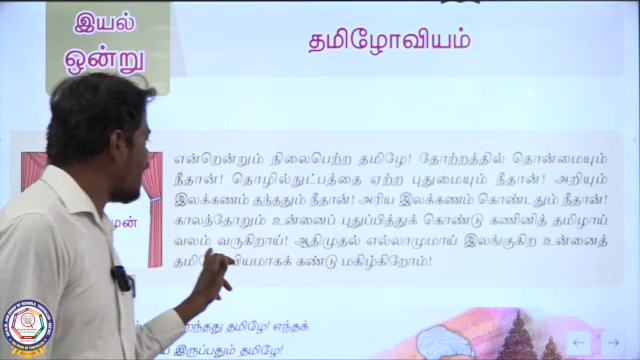 இயல்
ஒன்று
தமிழோவியம்
என்றென்றும் நிலைபெற்ற தமிழே! தோற்றத்தில் தொன்மையும்
நீதான்! தொழில்நுட்பத்தை ஏற்ற புதுமையும் நீதான்! அறியும்
இலக்கணம் தந்ததும் நீதான்! அரிய இலக்கணம் கொண்டதும் நீதான்!
காலந்தோறும் உன்னைப் புதுப்பித்துக் கொண்டு கணினித் தமிழாய்
வலம் வருகிறாய்! ஆதிமுதல் எல்லாமுமாய் இலங்குகிற உன்னைத்
கண்டு மகிழ்கிறோம்!
தமிழே! எந்தக்
இருப்பதும் தமிழே!